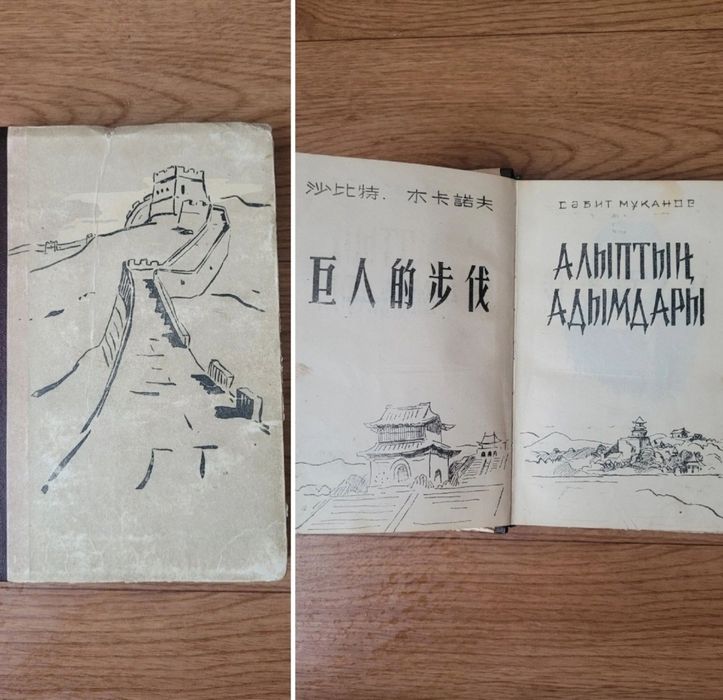 沙比特. 木卡諾夫
巨人的步伐
СӘБИТ МҰҚАНОВ
АЛЫПТЫҢ
АДЫМДАРЫ